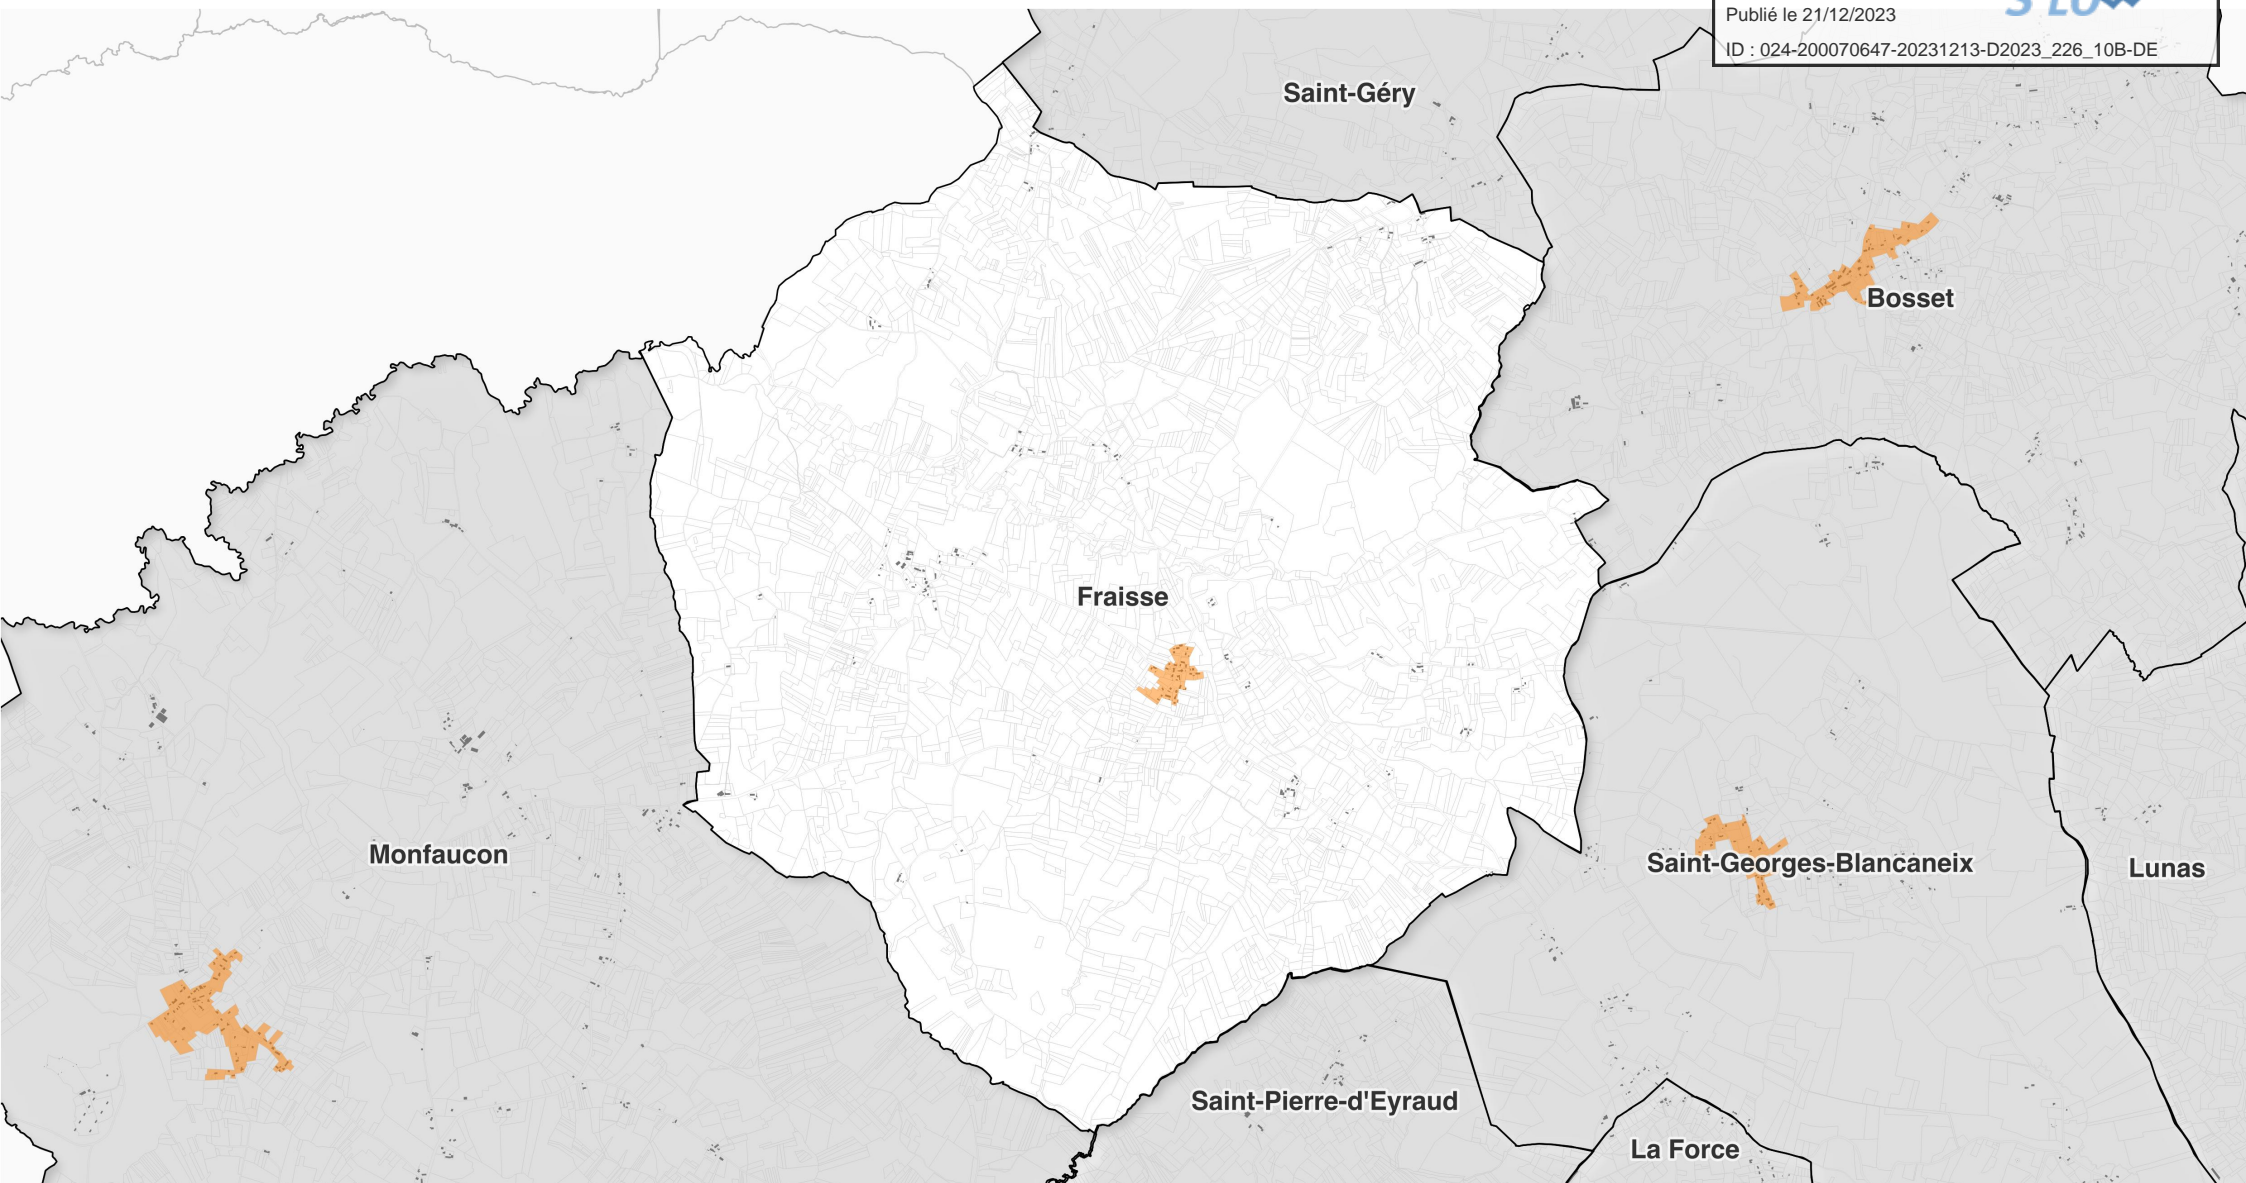 Publié le 21/12/2023
ID : 024-200070647-20231213-D2023_226_10B-DE
Saint-Géry
Bosset
Fraisse
Monfaucon
Saint-Georges-Blancaneix
Lunas
Saint-Pierre-d'Eyraud
La Force